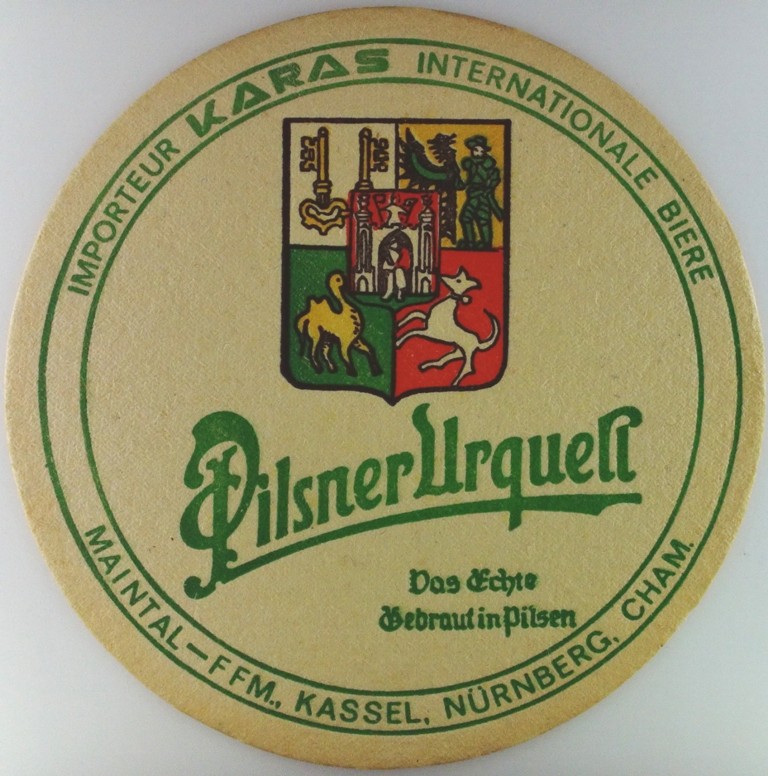 IMPORTEUR KARAS INTERNATIONALE BIERE
Pilsner Urquell
Das Echte
Gebraut in Pilsen
MAINTAL–FFM., KASSEL, NÜRNBERG, CHAM.